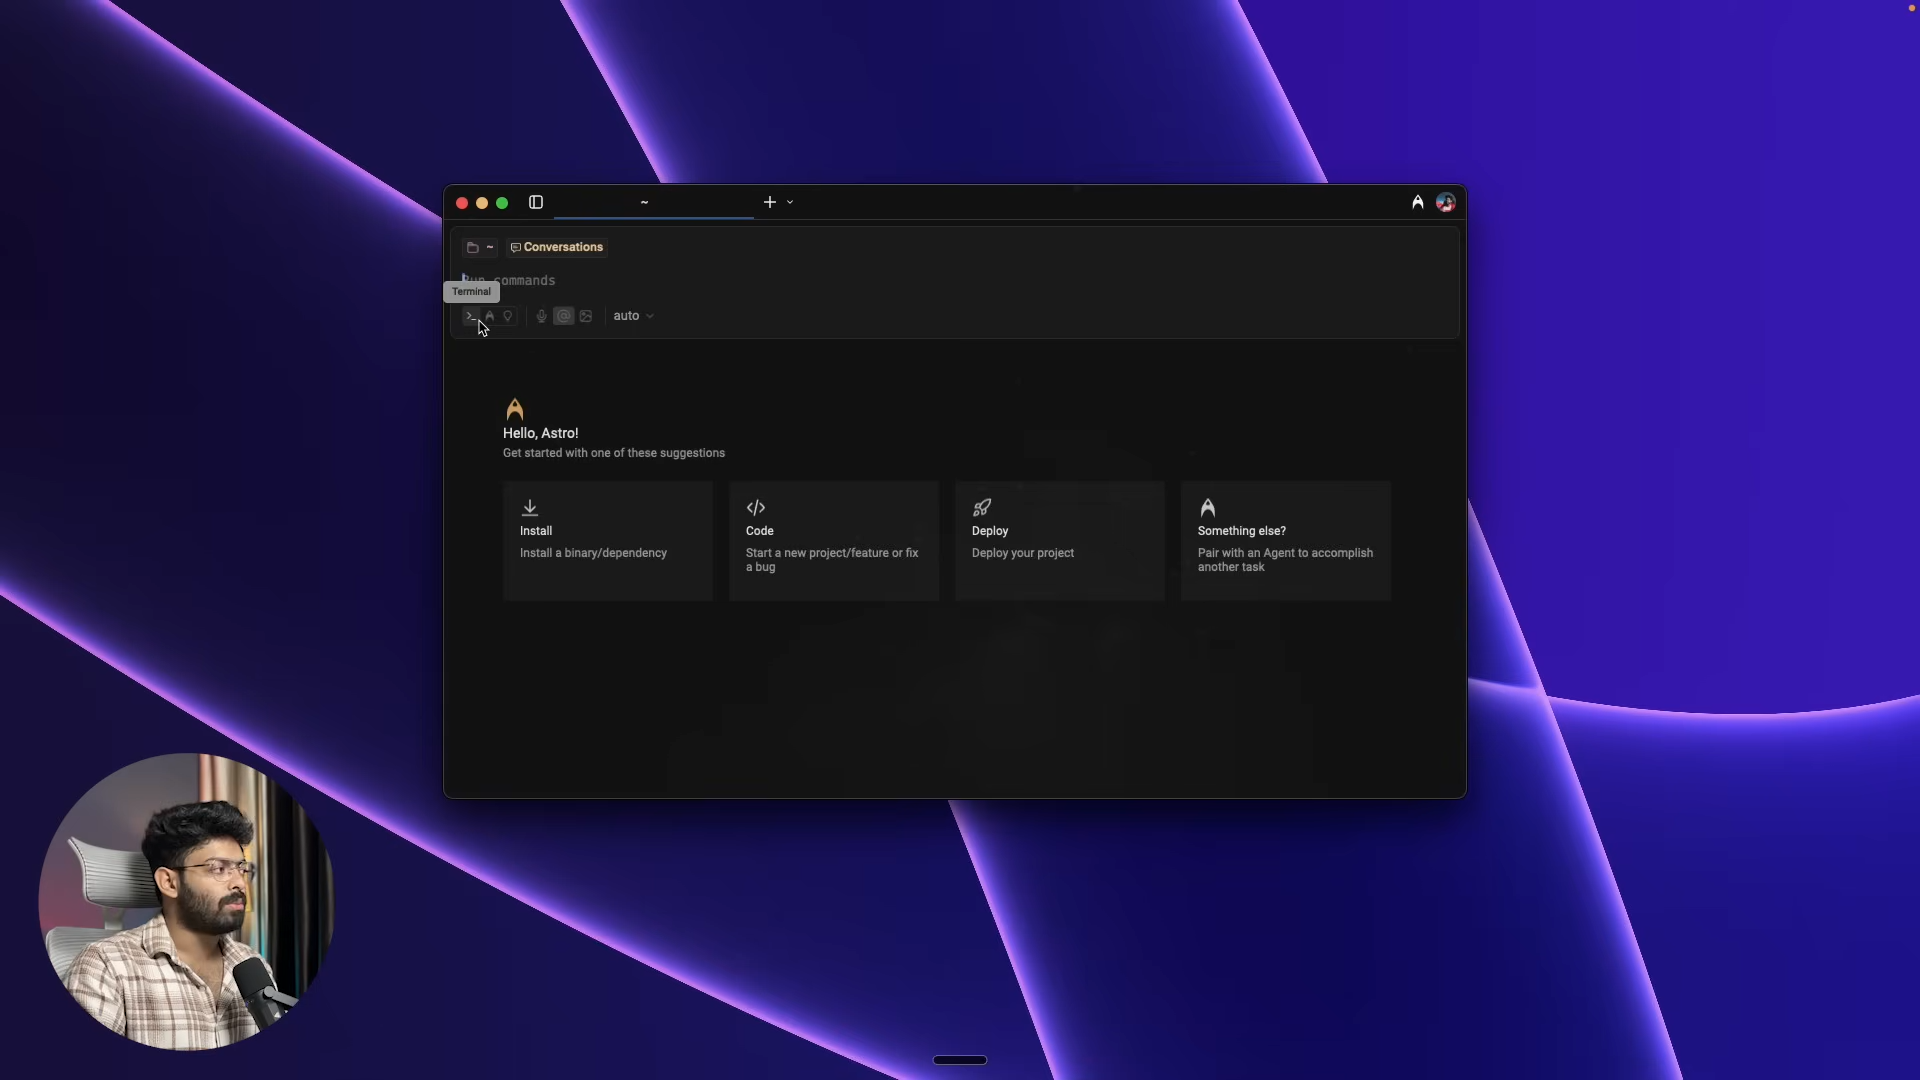 ~
~ Conversations
Run commands
Terminal
auto
Hello, Astro!
Get started with one of these suggestions
Install
Install a binary/dependency
Code
Start a new project/feature or fix
a bug
Deploy
Deploy your project
Something else?
Pair with an Agent to accomplish
another task